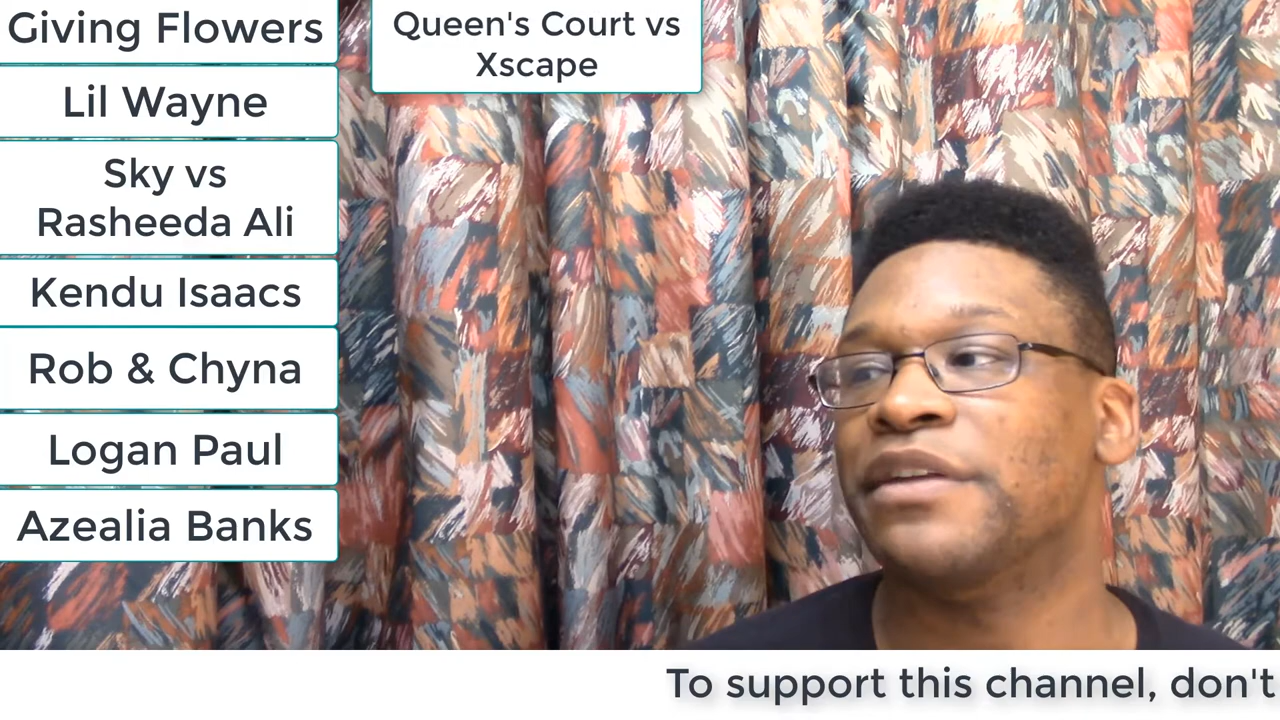 Giving Flowers
Lil Wayne
Sky vs
Rasheeda Ali
Kendu Isaacs
Rob & Chyna
Logan Paul
Azealia Banks
Queen's Court vs
Xscape
To support this channel, don't